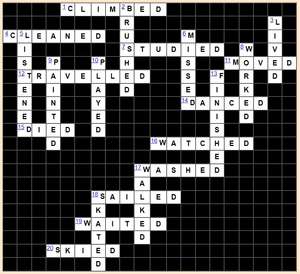 1 C L I M 2 B E D
R 3 L
4 C 5 L E A N E D U 6 M I
I 7 S T U D I E D 8 W V
S 9 P 10 P H S 11 M O V E D
12 T R A V E L L E D S 13 F R D
E I A D E I K
N N Y 14 D A N C E D
E T E I D
15 D I E D D S
D 16 W A T C H E D
E
17 W A S H E D
A
18 S A I L E D
K K
19 W A I T E D
T D
20 S K I E D
D